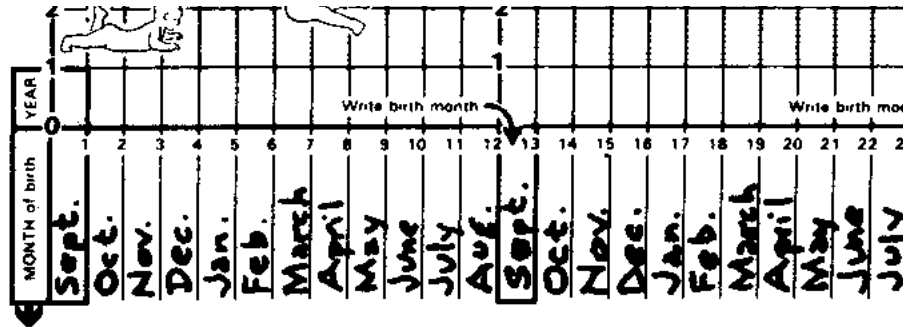 2 2
1 1
YEAR
Write birth month Write birth mo
0
1 2 3 4 5 6 7 8 9 10 11 12 13 14 15 16 17 18 19 20 21 22 2
MONTH of birth
Sept. Oct. Nov. Dec. Jan. Feb. March April May June July Aug. Sept. Oct. Nov. Dec. Jan. Feb. March April May June July